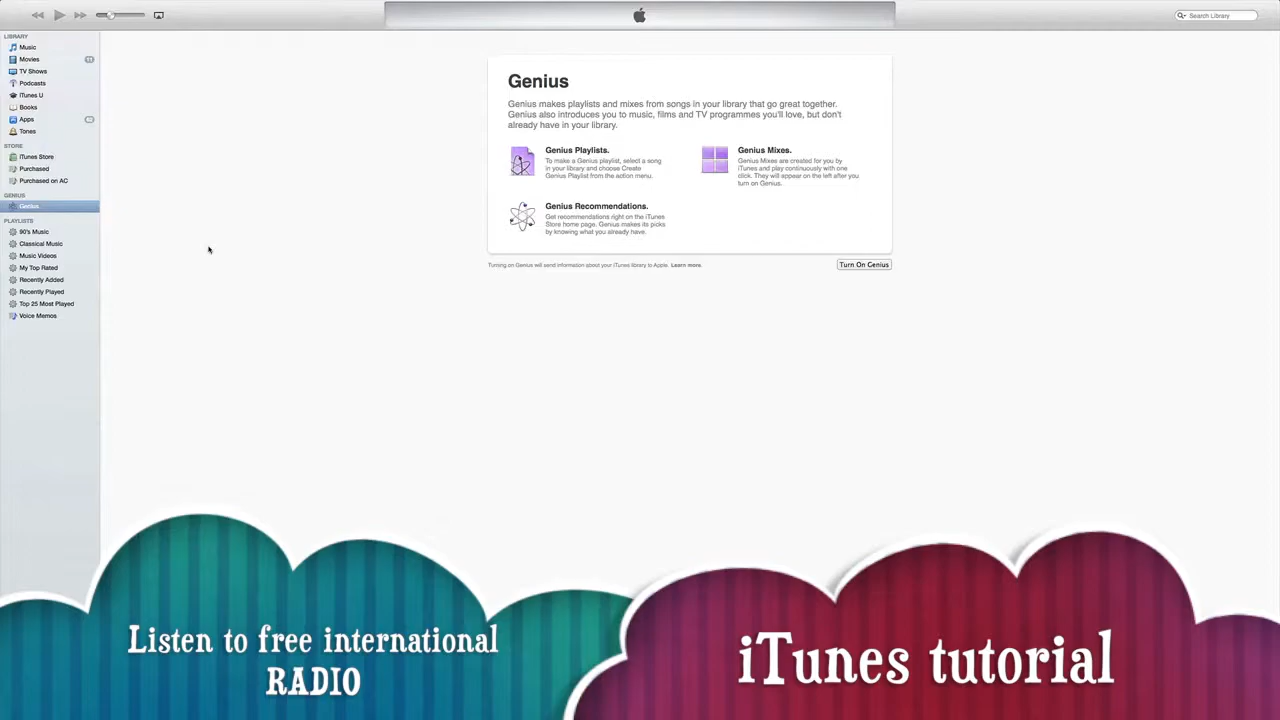 Search Library
LIBRARY
Music
Movies
TV Shows
Podcasts
iTunes U
Books
Apps
Tones
STORE
iTunes Store
Purchased
Purchased on AC
GENIUS
Genius
PLAYLISTS
90's Music
Classical Music
Music Videos
My Top Rated
Recently Added
Recently Played
Top 25 Most Played
Voice Memos
Genius
Genius makes playlists and mixes from songs in your library that go great together.
Genius also introduces you to music, films and TV programmes you'll love, but don't
already have in your library.
Genius Playlists.
To make a Genius playlist, select a song
in your library and choose Create
Genius Playlist from the action menu.
Genius Mixes.
Genius Mixes are created for you by
iTunes and play continuously with one
click. They will appear on the left after you
turn on Genius.
Genius Recommendations.
Get recommendations right on the iTunes
Store home page. Genius makes its picks
by knowing what you already have.
Turning on Genius will send information about your iTunes library to Apple. Learn more.
Turn On Genius
Listen to free international
RADIO
iTunes tutorial